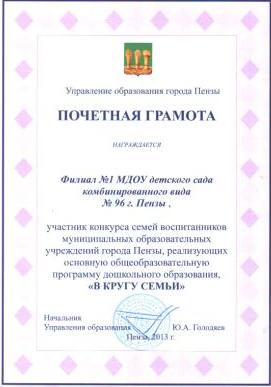 Управление образования города Пензы
ПОЧЕТНАЯ ГРАМОТА
НАГРАЖДАЕТСЯ
Филиал №1 МДОУ детского сада
комбинированного вида
№ 96 г. Пензы ,
участник конкурса семей воспитанников
муниципальных образовательных
учреждений города Пензы, реализующих
основную общеобразовательную
программу дошкольного образования,
«В КРУГУ СЕМЬИ»
Начальник
Управления образования Ю.А. Голодяев
Пенза, 2013 г.